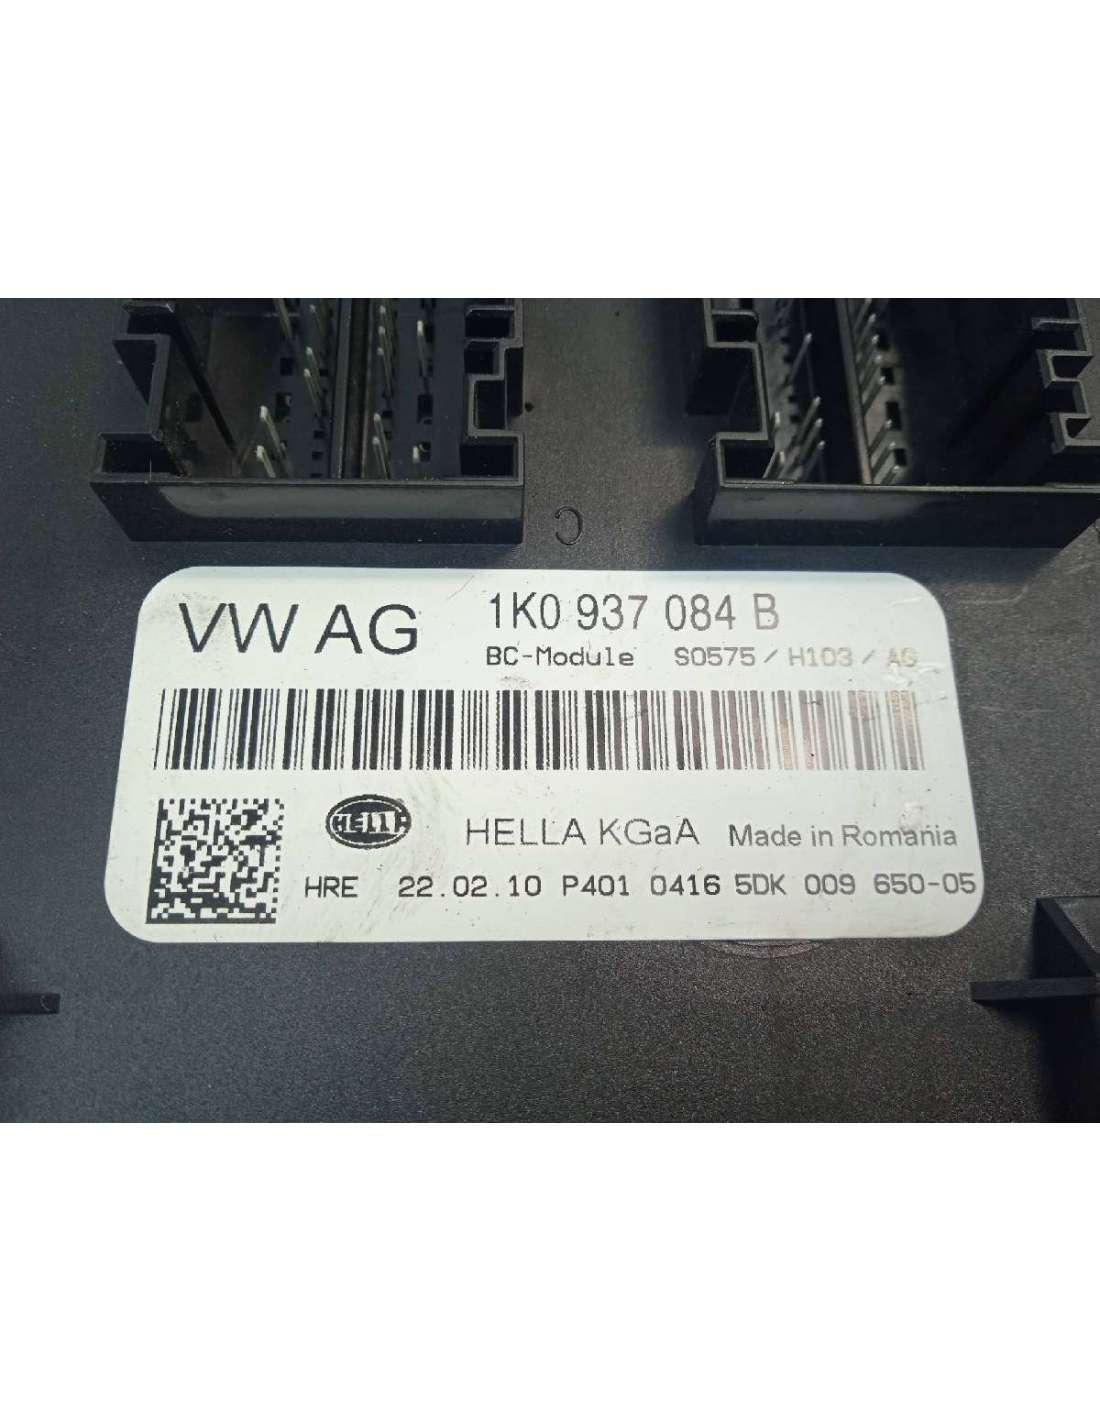 C
VW AG
1K0 937 084 B
BC-Module S0575 / H103 / AG
HELLA
HELLA KGaA Made in Romania
HRE 22.02.10 P401 0416 5DK 009 650-05